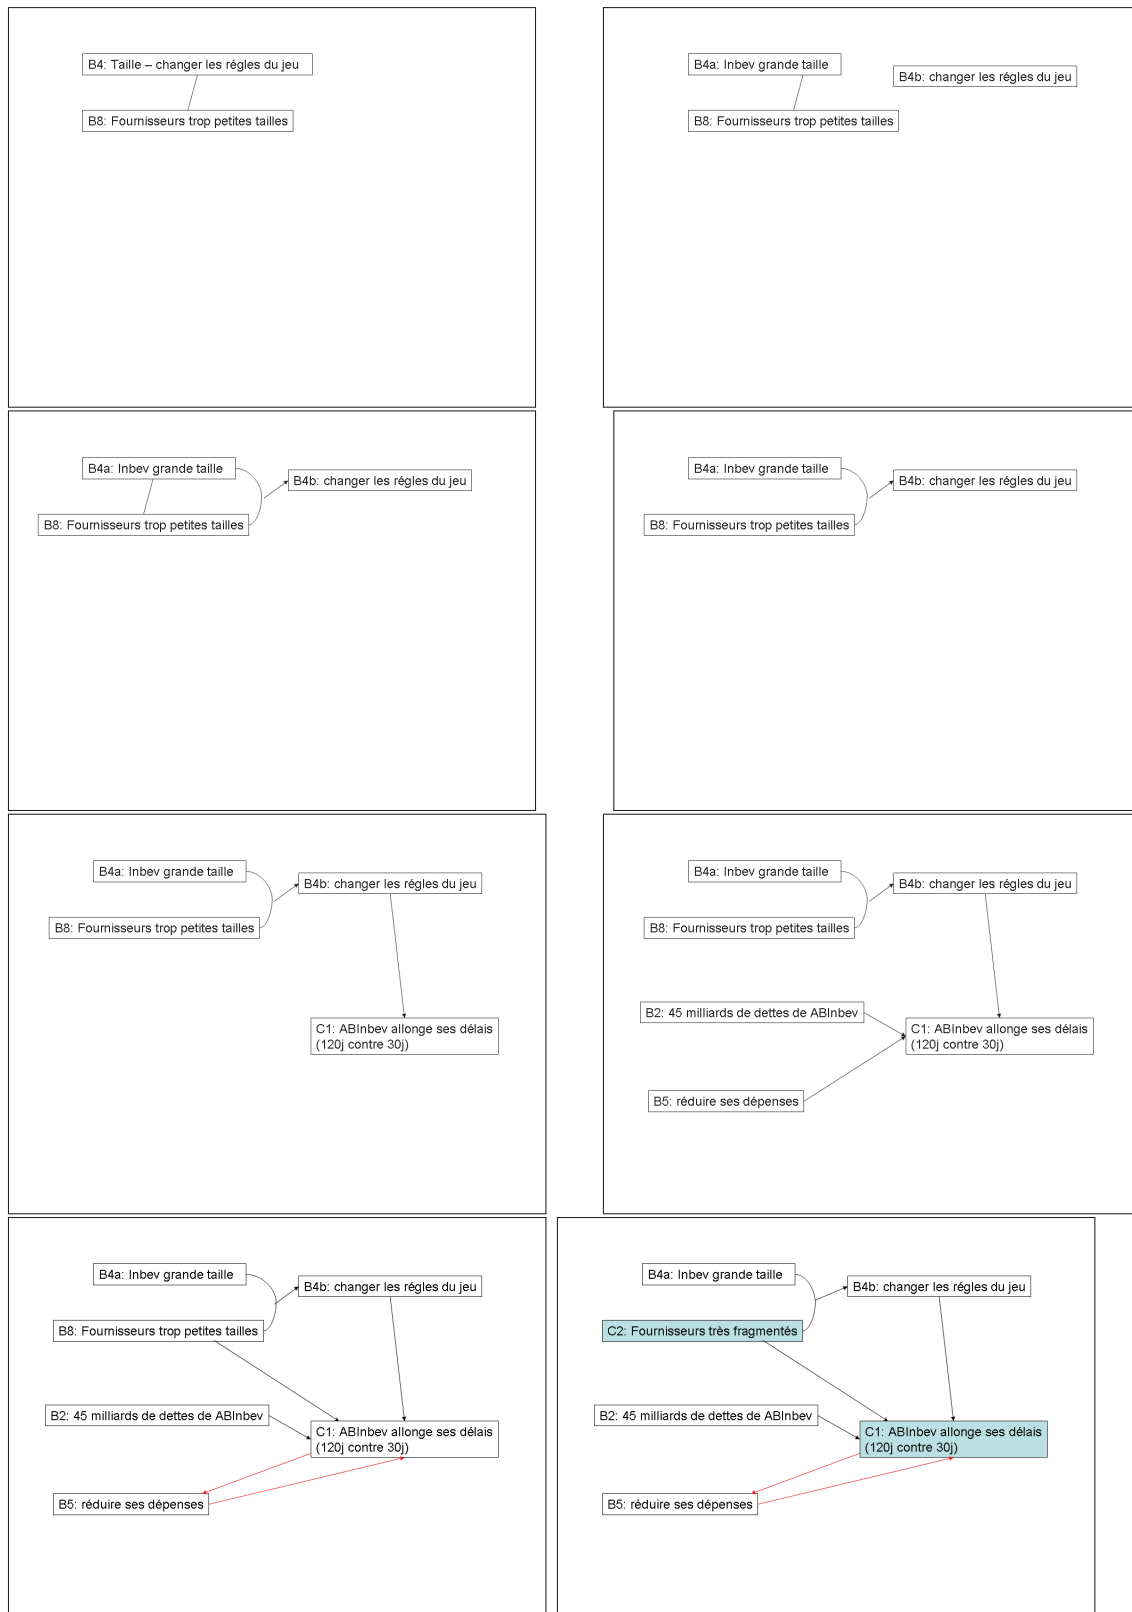 B4: Taille – changer les régles du jeu
B8: Fournisseurs trop petites tailles
B4a: Inbev grande taille
B4b: changer les régles du jeu
B8: Fournisseurs trop petites tailles
B4a: Inbev grande taille
B4b: changer les régles du jeu
B8: Fournisseurs trop petites tailles
B4a: Inbev grande taille
B4b: changer les régles du jeu
B8: Fournisseurs trop petites tailles
B4a: Inbev grande taille
B4b: changer les régles du jeu
B8: Fournisseurs trop petites tailles
C1: ABInbev allonge ses délais
(120j contre 30j)
B4a: Inbev grande taille
B4b: changer les régles du jeu
B8: Fournisseurs trop petites tailles
B2: 45 milliards de dettes de ABInbev
C1: ABInbev allonge ses délais
(120j contre 30j)
B5: réduire ses dépenses
B4a: Inbev grande taille
B4b: changer les régles du jeu
B8: Fournisseurs trop petites tailles
B2: 45 milliards de dettes de ABInbev
C1: ABInbev allonge ses délais
(120j contre 30j)
B5: réduire ses dépenses
B4a: Inbev grande taille
B4b: changer les régles du jeu
C2: Fournisseurs très fragmentés
B2: 45 milliards de dettes de ABInbev
C1: ABInbev allonge ses délais
(120j contre 30j)
B5: réduire ses dépenses